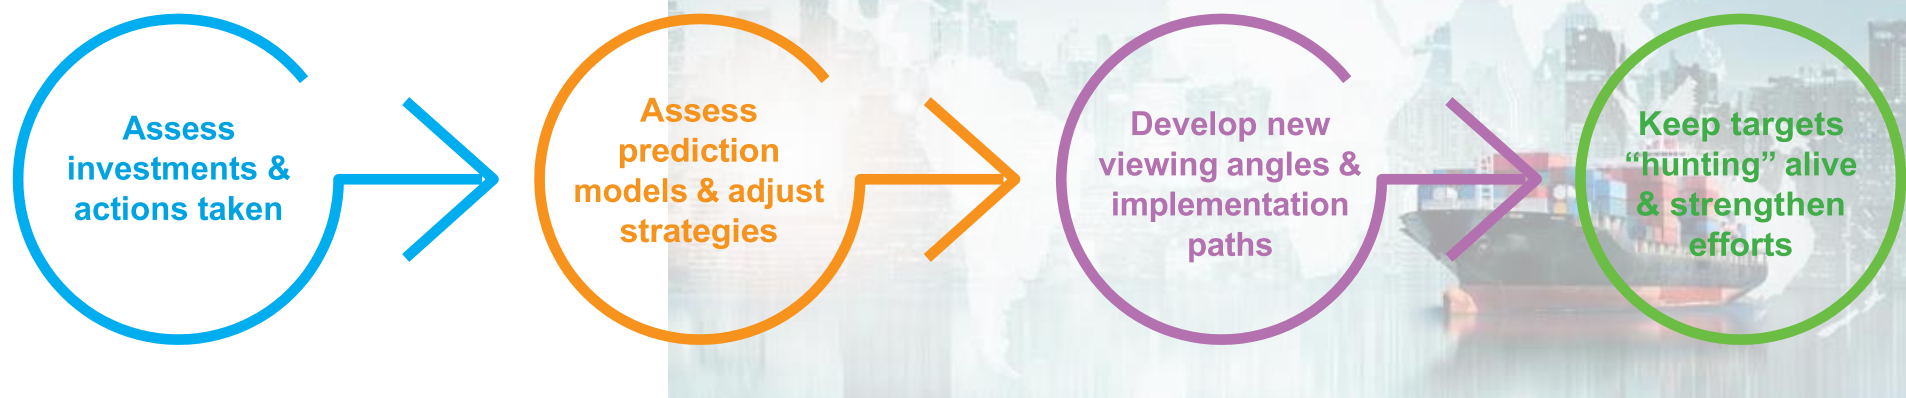 Assess
investments &
actions taken
Assess
prediction
models & adjust
strategies
Develop new
viewing angles &
implementation
paths
Keep targets
“hunting” alive
& strengthen
efforts